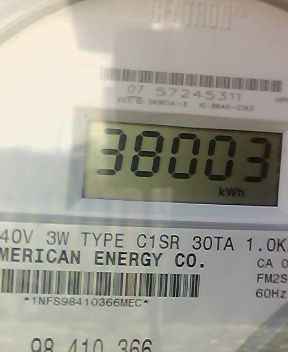 CENTRON®
07 57245311
38003
kWh
40V 3W TYPE C1SR 30TA 1.0K
MERICAN ENERGY CO.
CA 0
FM2S
60Hz
*1NFS98410366MEC*
98 410 366